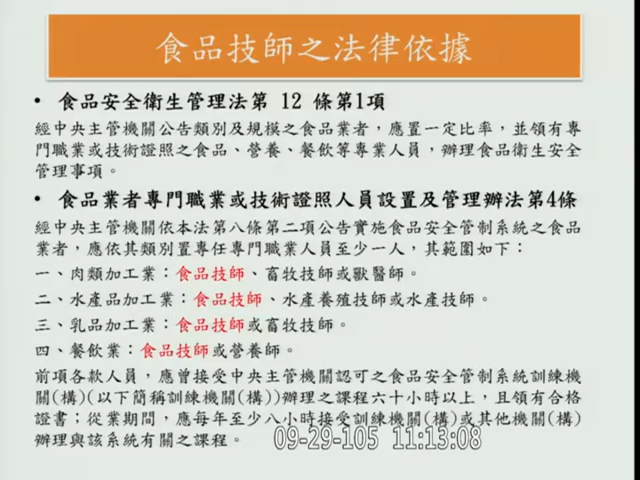 食品技師之法律依據
• 食品安全衛生管理法第 12 條第1項
經中央主管機關公告類別及規模之食品業者，應置一定比率，並領有專
門職業或技術證照之食品、營養、餐飲等專業人員，辦理食品衛生安全
管理事項。
• 食品業者專門職業或技術證照人員設置及管理辦法第4條
經中央主管機關依本法第八條第二項公告實施食品安全管制系統之食品
業者，應依其類別置專任專門職業人員至少一人，其範圍如下：
一、肉類加工業：食品技師、畜牧技師或獸醫師。
二、水產品加工業：食品技師、水產養殖技師或水產技師。
三、乳品加工業：食品技師或畜牧技師。
四、餐飲業：食品技師或營養師。
前項各款人員，應曾接受中央主管機關認可之食品安全管制系統訓練機
關(構)(以下簡稱訓練機關(構))辦理之課程六十小時以上，且領有合格
證書；從業期間，應每年至少八小時接受訓練機關(構)或其他機關(構)
辦理與該系統有關之課程。
09-29-105 11:13:08